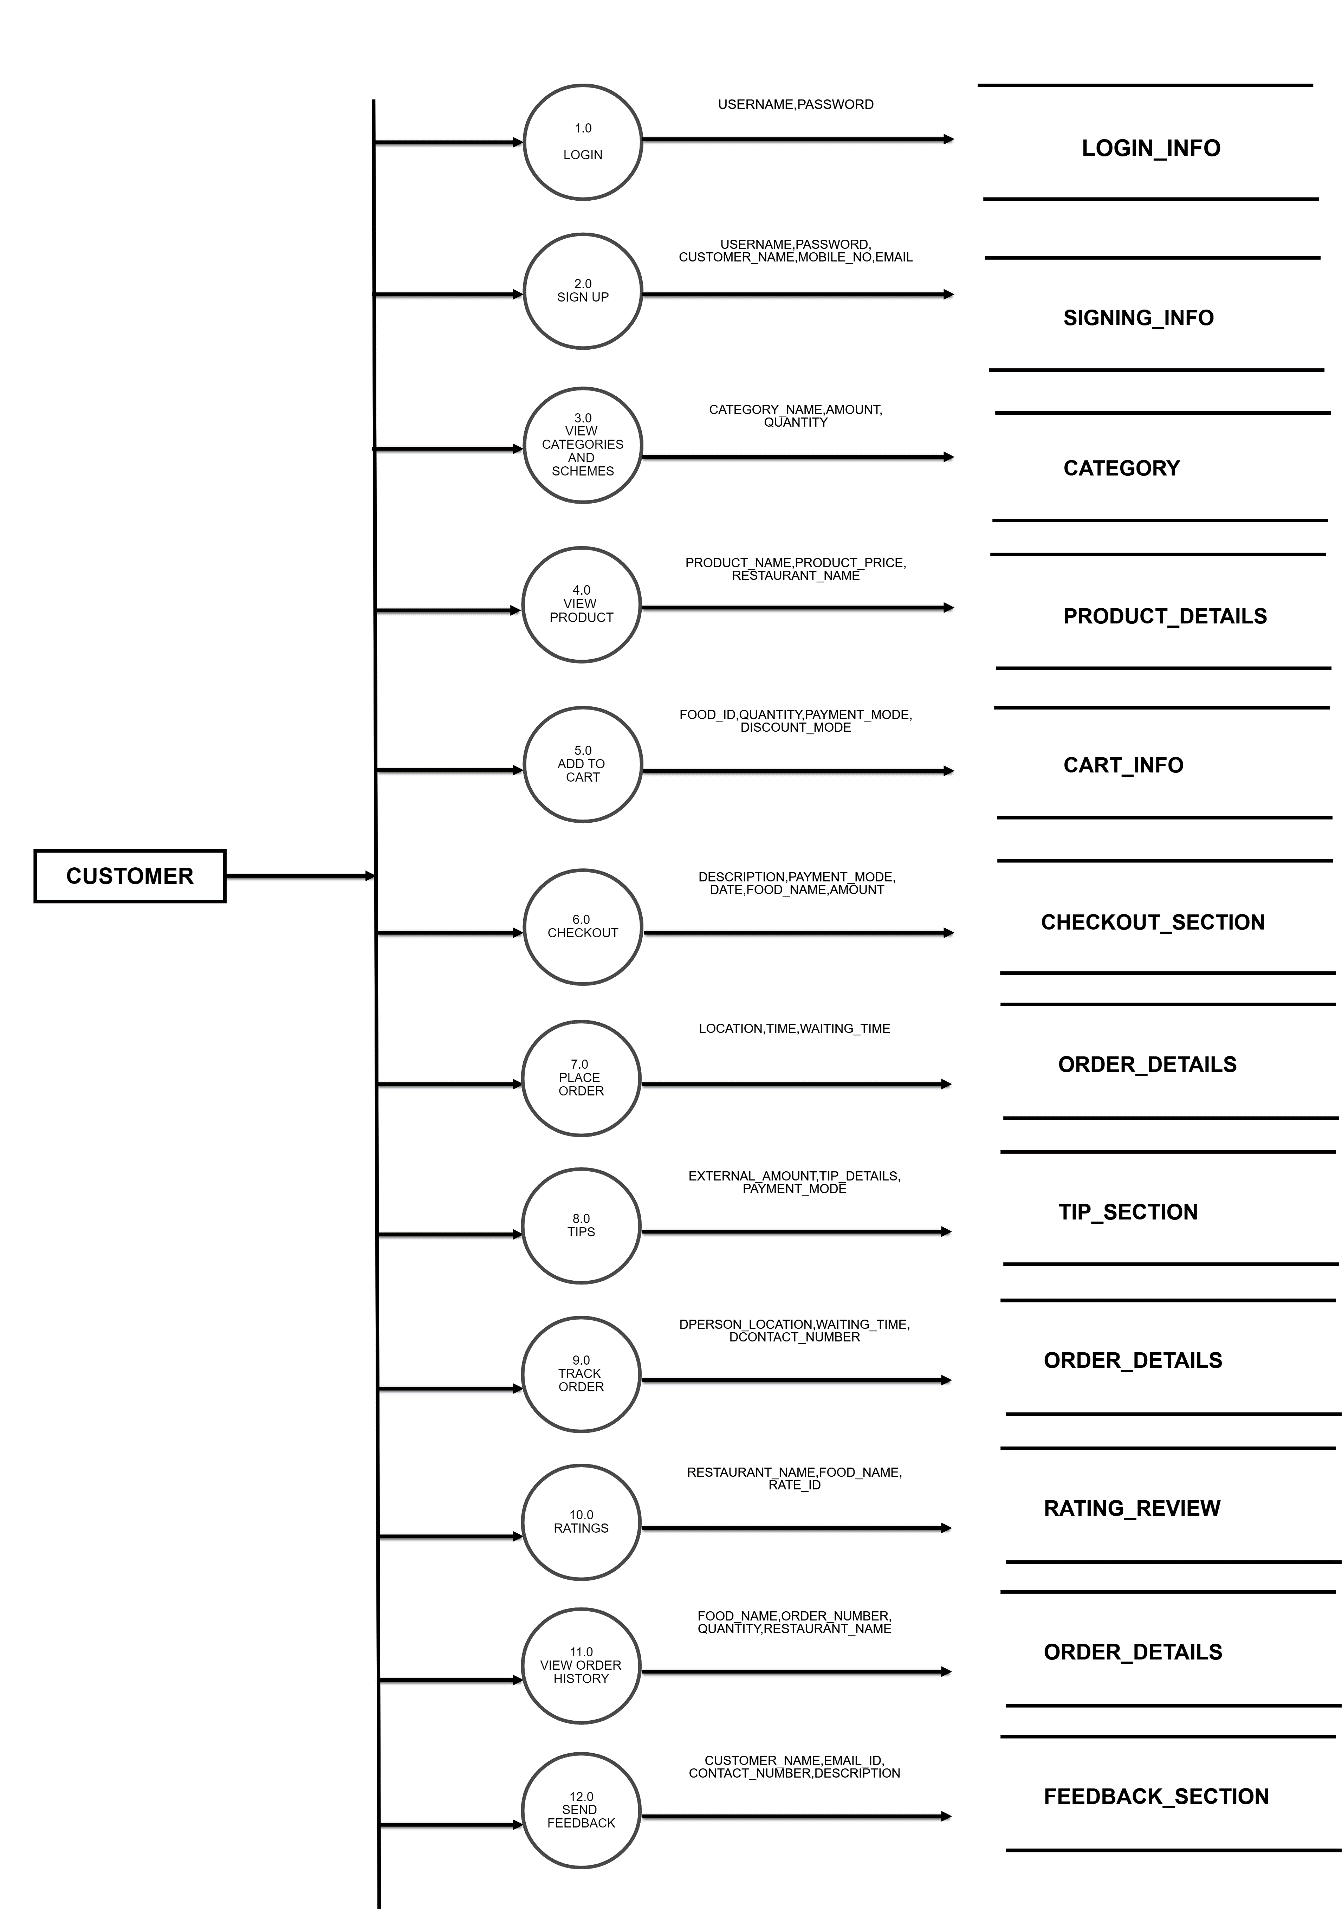 1.0
LOGIN
USERNAME,PASSWORD
LOGIN_INFO
2.0
SIGN UP
USERNAME,PASSWORD,
CUSTOMER_NAME,MOBILE_NO,EMAIL
SIGNING_INFO
3.0
VIEW
CATEGORIES
AND
SCHEMES
CATEGORY_NAME,AMOUNT,
QUANTITY
CATEGORY
4.0
VIEW
PRODUCT
PRODUCT_NAME,PRODUCT_PRICE,
RESTAURANT_NAME
PRODUCT_DETAILS
5.0
ADD TO
CART
FOOD_ID,QUANTITY,PAYMENT_MODE,
DISCOUNT_MODE
CART_INFO
CUSTOMER
6.0
CHECKOUT
DESCRIPTION,PAYMENT_MODE,
DATE,FOOD_NAME,AMOUNT
CHECKOUT_SECTION
7.0
PLACE
ORDER
LOCATION,TIME,WAITING_TIME
ORDER_DETAILS
8.0
TIPS
EXTERNAL_AMOUNT,TIP_DETAILS,
PAYMENT_MODE
TIP_SECTION
9.0
TRACK
ORDER
DPERSON_LOCATION,WAITING_TIME,
DCONTACT_NUMBER
ORDER_DETAILS
10.0
RATINGS
RESTAURANT_NAME,FOOD_NAME,
RATE_ID
RATING_REVIEW
11.0
VIEW ORDER
HISTORY
FOOD_NAME,ORDER_NUMBER,
QUANTITY,RESTAURANT_NAME
ORDER_DETAILS
12.0
SEND
FEEDBACK
CUSTOMER_NAME,EMAIL_ID,
CONTACT_NUMBER,DESCRIPTION
FEEDBACK_SECTION